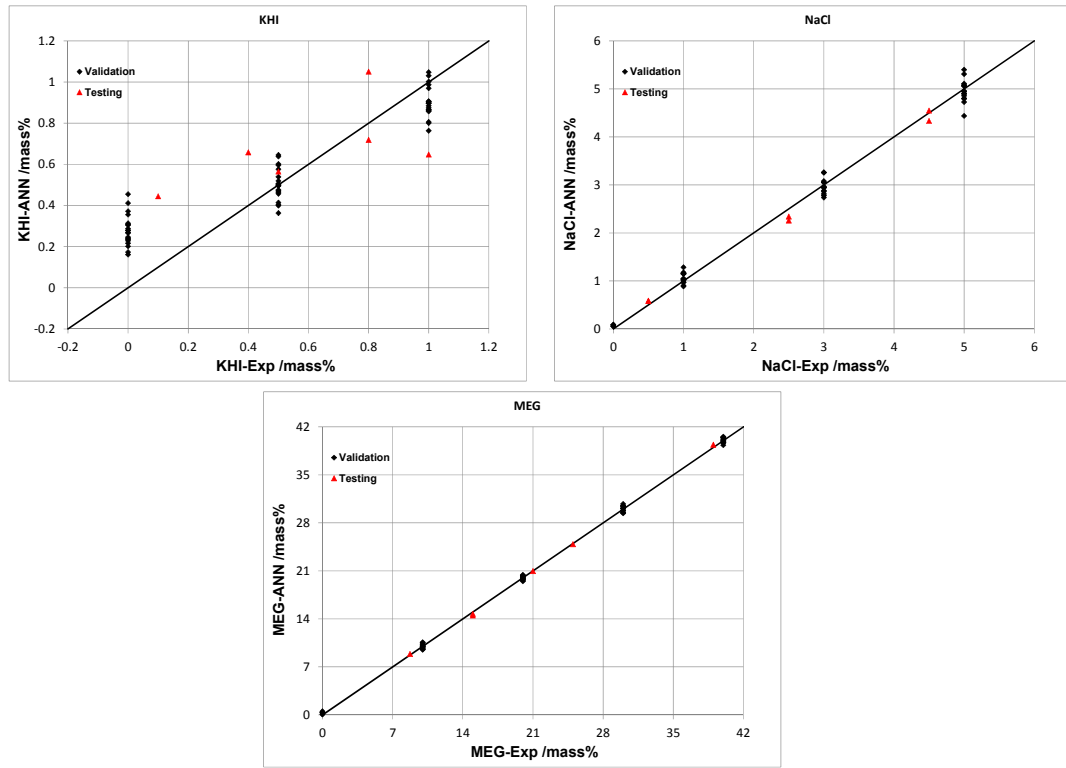 KHI
1.2
1
0.8
0.6
0.4
0.2
0
-0.2
KHI-ANN /mass%
Validation
Testing
-0.2 0 0.2 0.4 0.6 0.8 1 1.2
KHI-Exp /mass%
NaCl
6
5
4
3
2
1
0
NaCl-ANN /mass%
Validation
Testing
0 1 2 3 4 5 6
NaCl-Exp /mass%
MEG
42
35
28
21
14
7
0
MEG-ANN /mass%
Validation
Testing
0 7 14 21 28 35 42
MEG-Exp /mass%